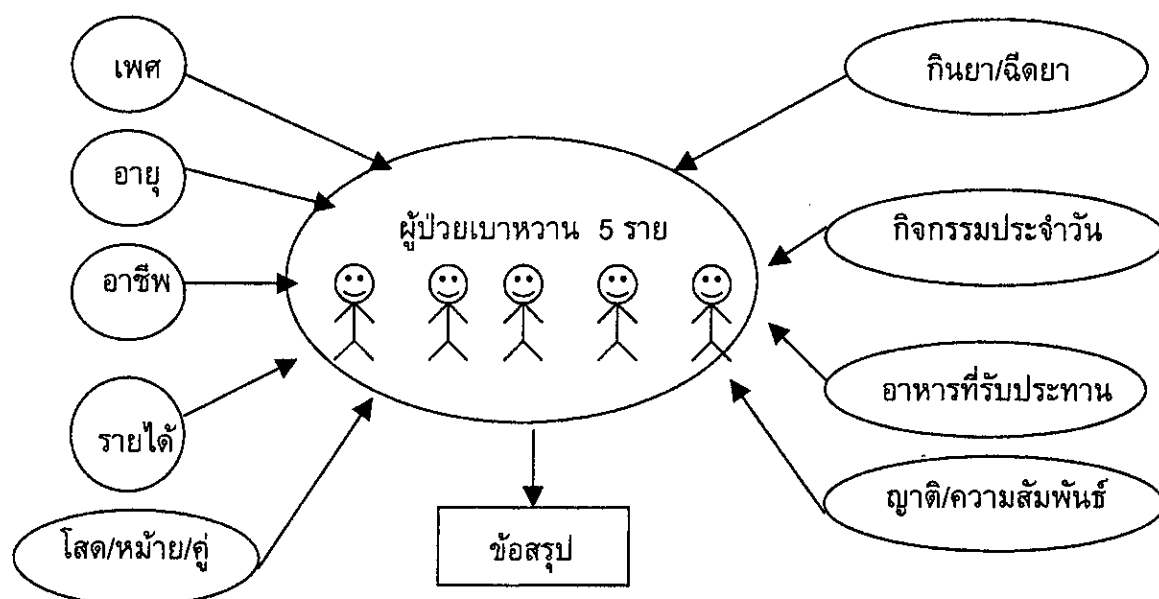 เพศ
อายุ
อาชีพ
รายได้
โสด/หม้าย/คู่
ผู้ป่วยเบาหวาน 5 ราย
ข้อสรุป
กินยา/ฉีดยา
กิจกรรมประจำวัน
อาหารที่รับประทาน
ญาติ/ความสัมพันธ์